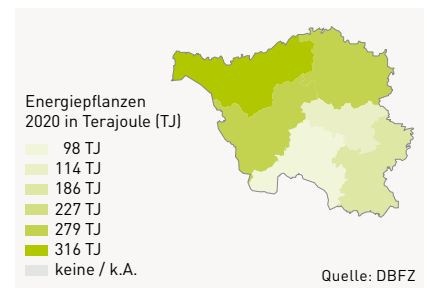 Energiepflanzen
2020 in Terajoule (TJ)
98 TJ
114 TJ
186 TJ
227 TJ
279 TJ
316 TJ
keine / k.A.
Quelle: DBFZ